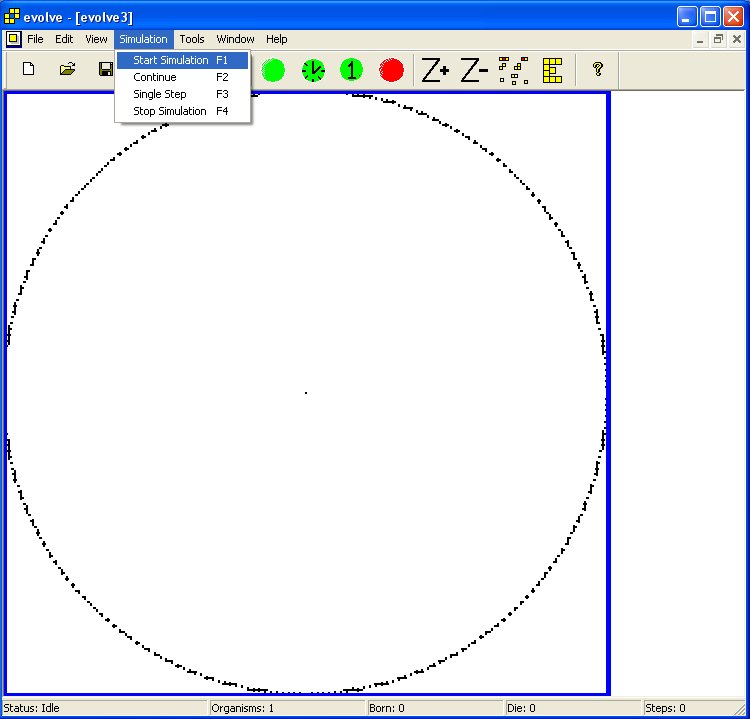 evolve - [evolve3]
File Edit View Simulation Tools Window Help
Start Simulation F1
Continue F2
Single Step F3
Stop Simulation F4
1 Z+ Z- E ?
Status: Idle Organisms: 1 Born: 0 Die: 0 Steps: 0